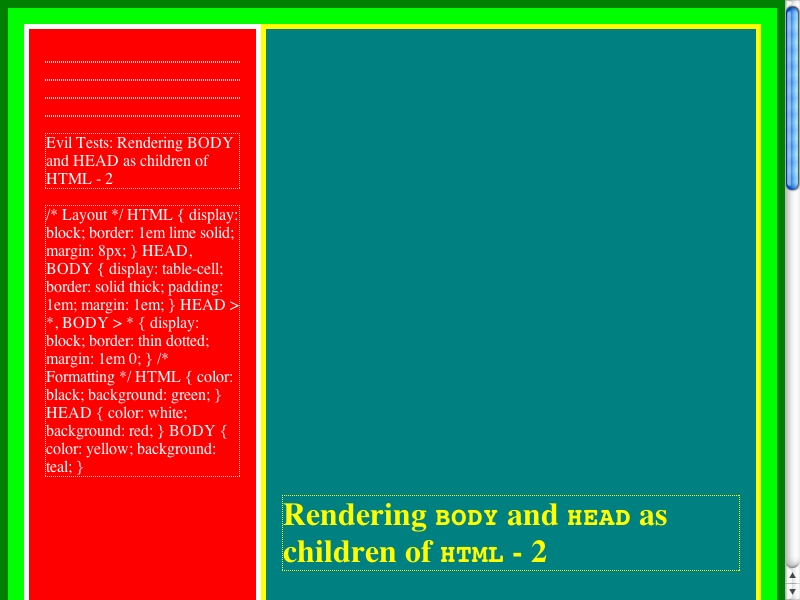 Evil Tests: Rendering BODY
and HEAD as children of
HTML - 2
/* Layout */ HTML { display:
block; border: 1em lime solid;
margin: 8px; } HEAD,
BODY { display: table-cell;
border: solid thick; padding:
1em; margin: 1em; } HEAD >
*, BODY > * { display:
block; border: thin dotted;
margin: 1em 0; } /*
Formatting */ HTML { color:
black; background: green; }
HEAD { color: white;
background: red; } BODY {
color: yellow; background:
teal; }
Rendering BODY and HEAD as
children of HTML - 2